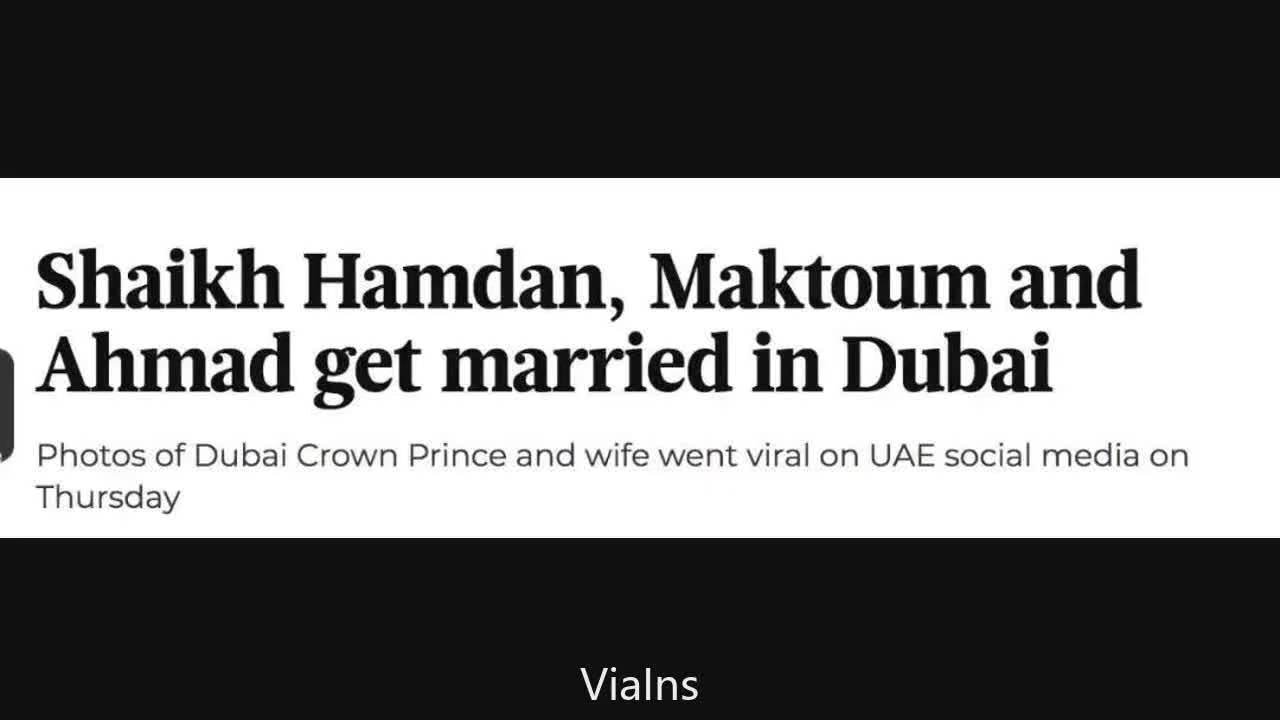 Shaikh Hamdan, Maktoum and
Ahmad get married in Dubai
Photos of Dubai Crown Prince and wife went viral on UAE social media on
Thursday
ViaIns